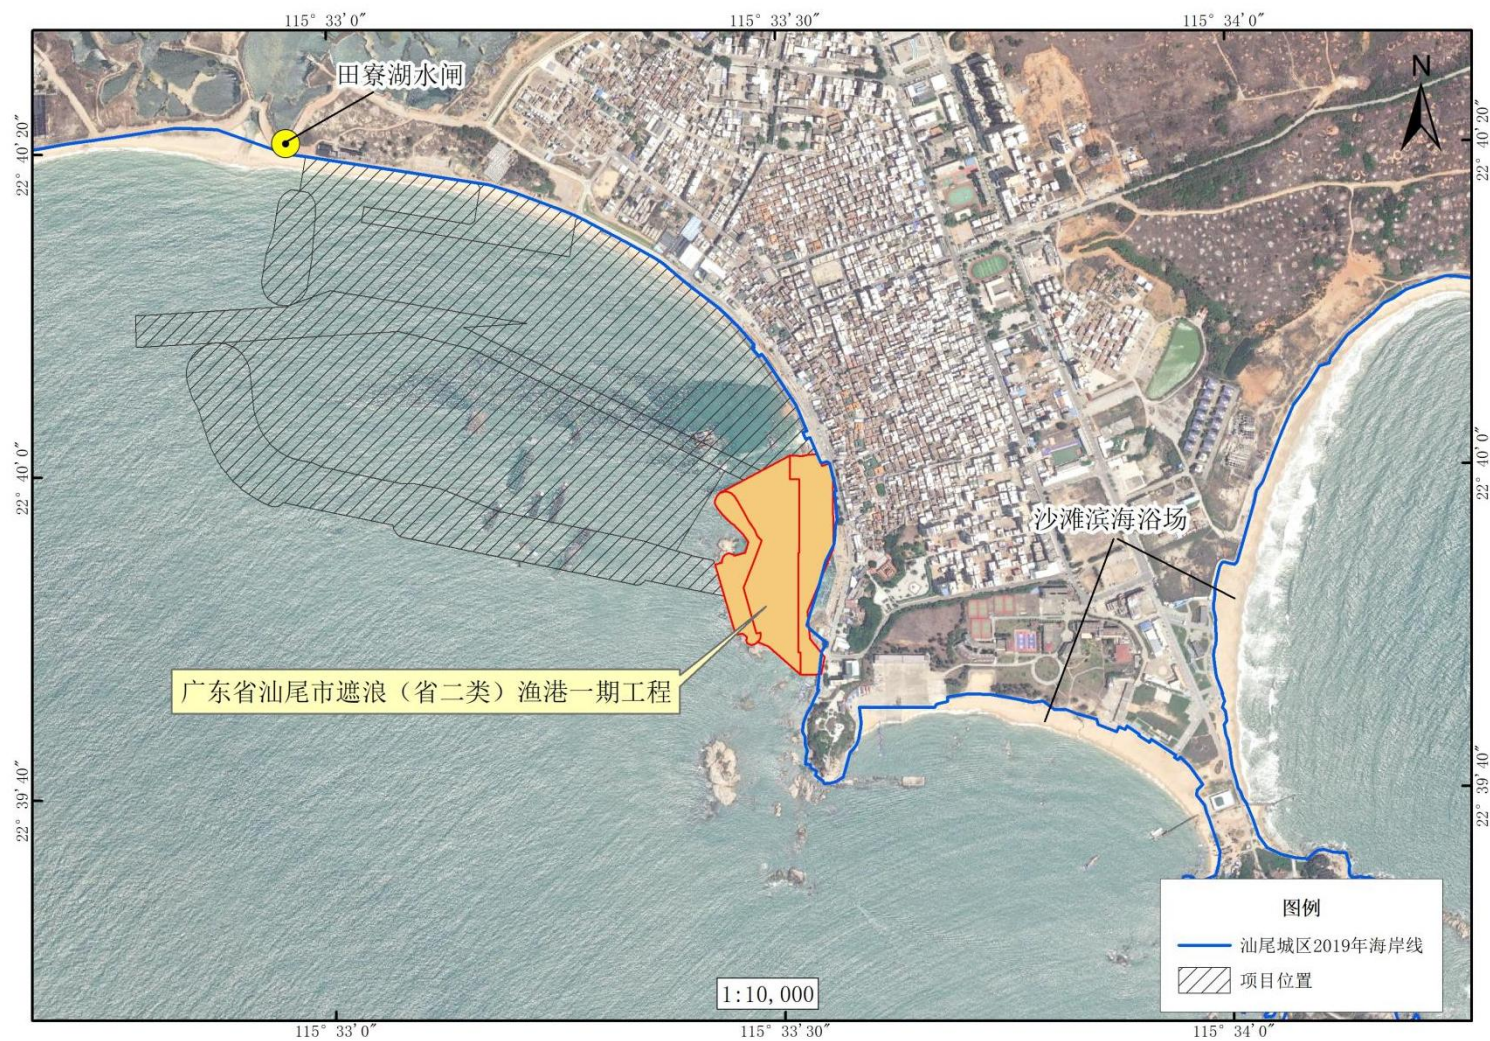 115° 33′0″
115° 33′30″
115° 34′0″
N
田寮湖水闸
22° 40′20″
22° 40′20″
22° 40′0″
22° 40′0″
沙滩滨海浴场
广东省汕尾市遮浪（省二类）渔港一期工程
22° 39′40″
22° 39′40″
图例
汕尾城区2019年海岸线
项目位置
1:10,000
115° 33′0″
115° 33′30″
115° 34′0″